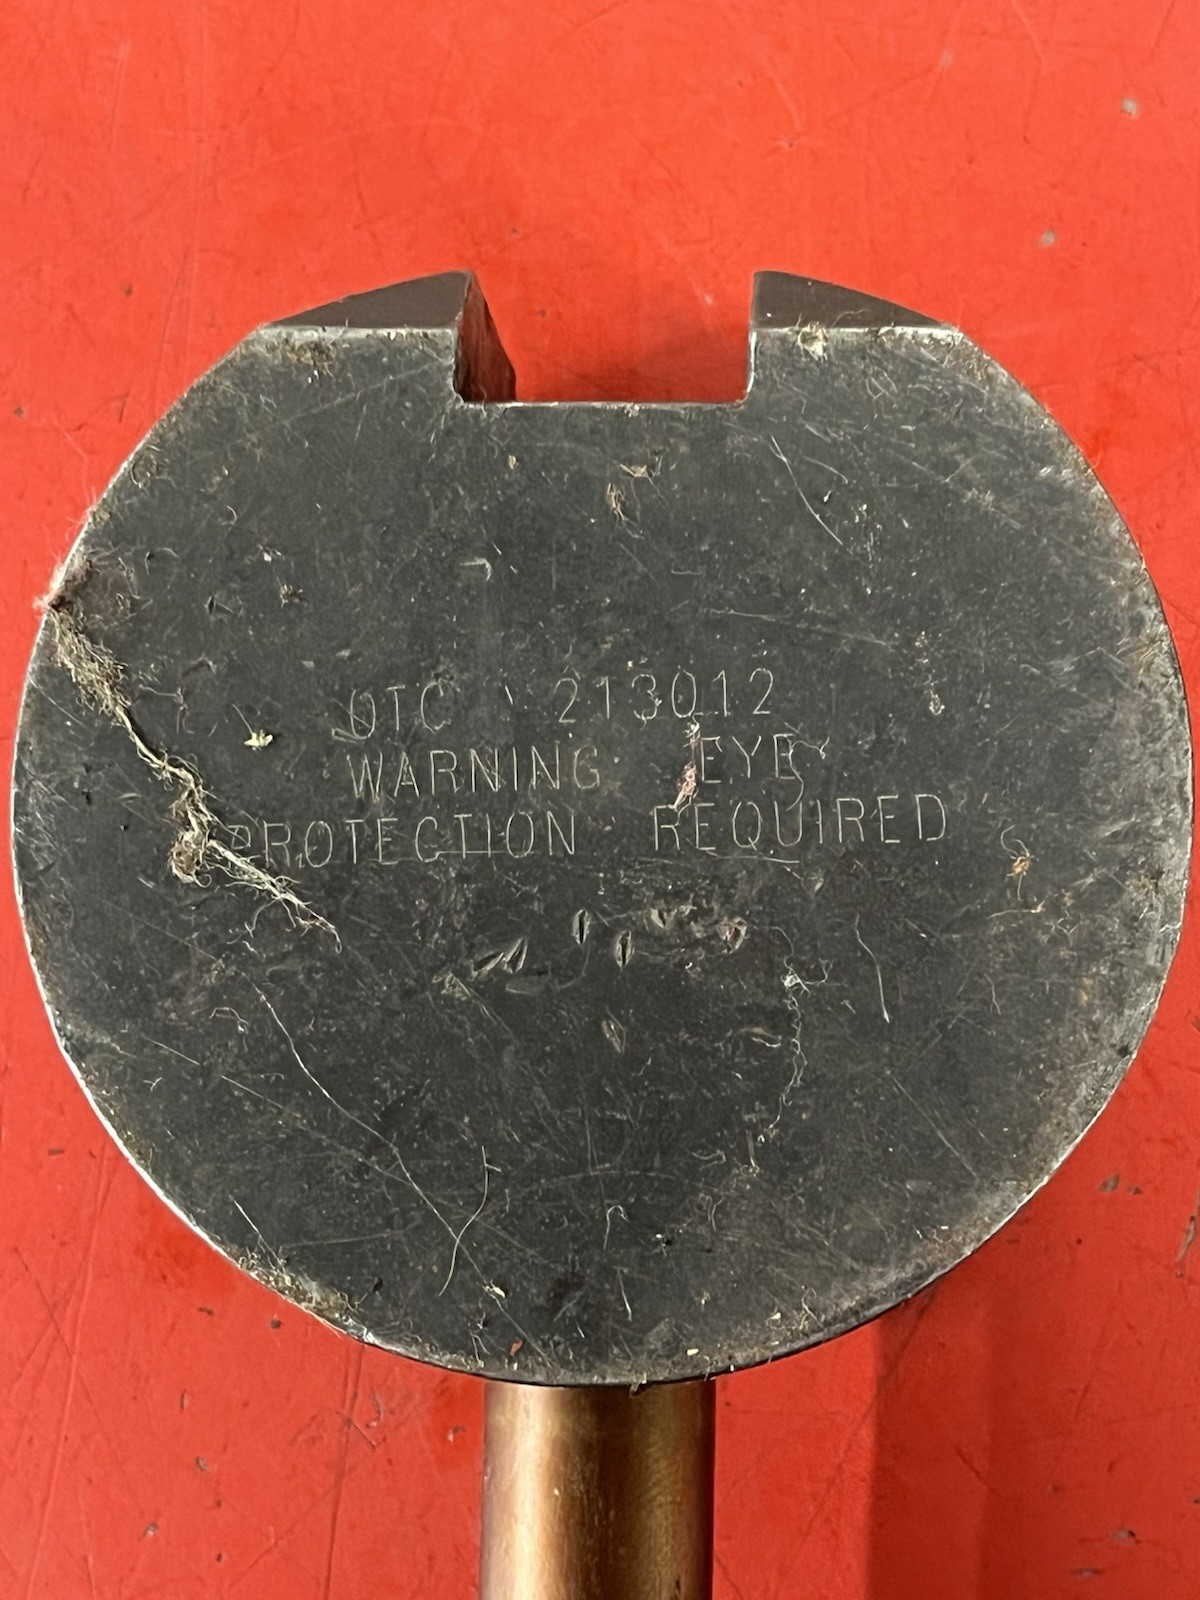 OTC 213012
WARNING EYE
PROTECTION REQUIRED